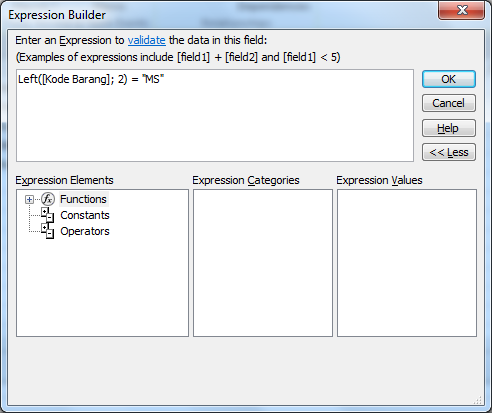 Expression Builder
Enter an Expression to validate the data in this field:
(Examples of expressions include [field1] + [field2] and [field1] < 5)
Left([Kode Barang]; 2) = "MS"
OK
Cancel
Help
<< Less
Expression Elements
Expression Categories
Expression Values
Functions
Constants
Operators